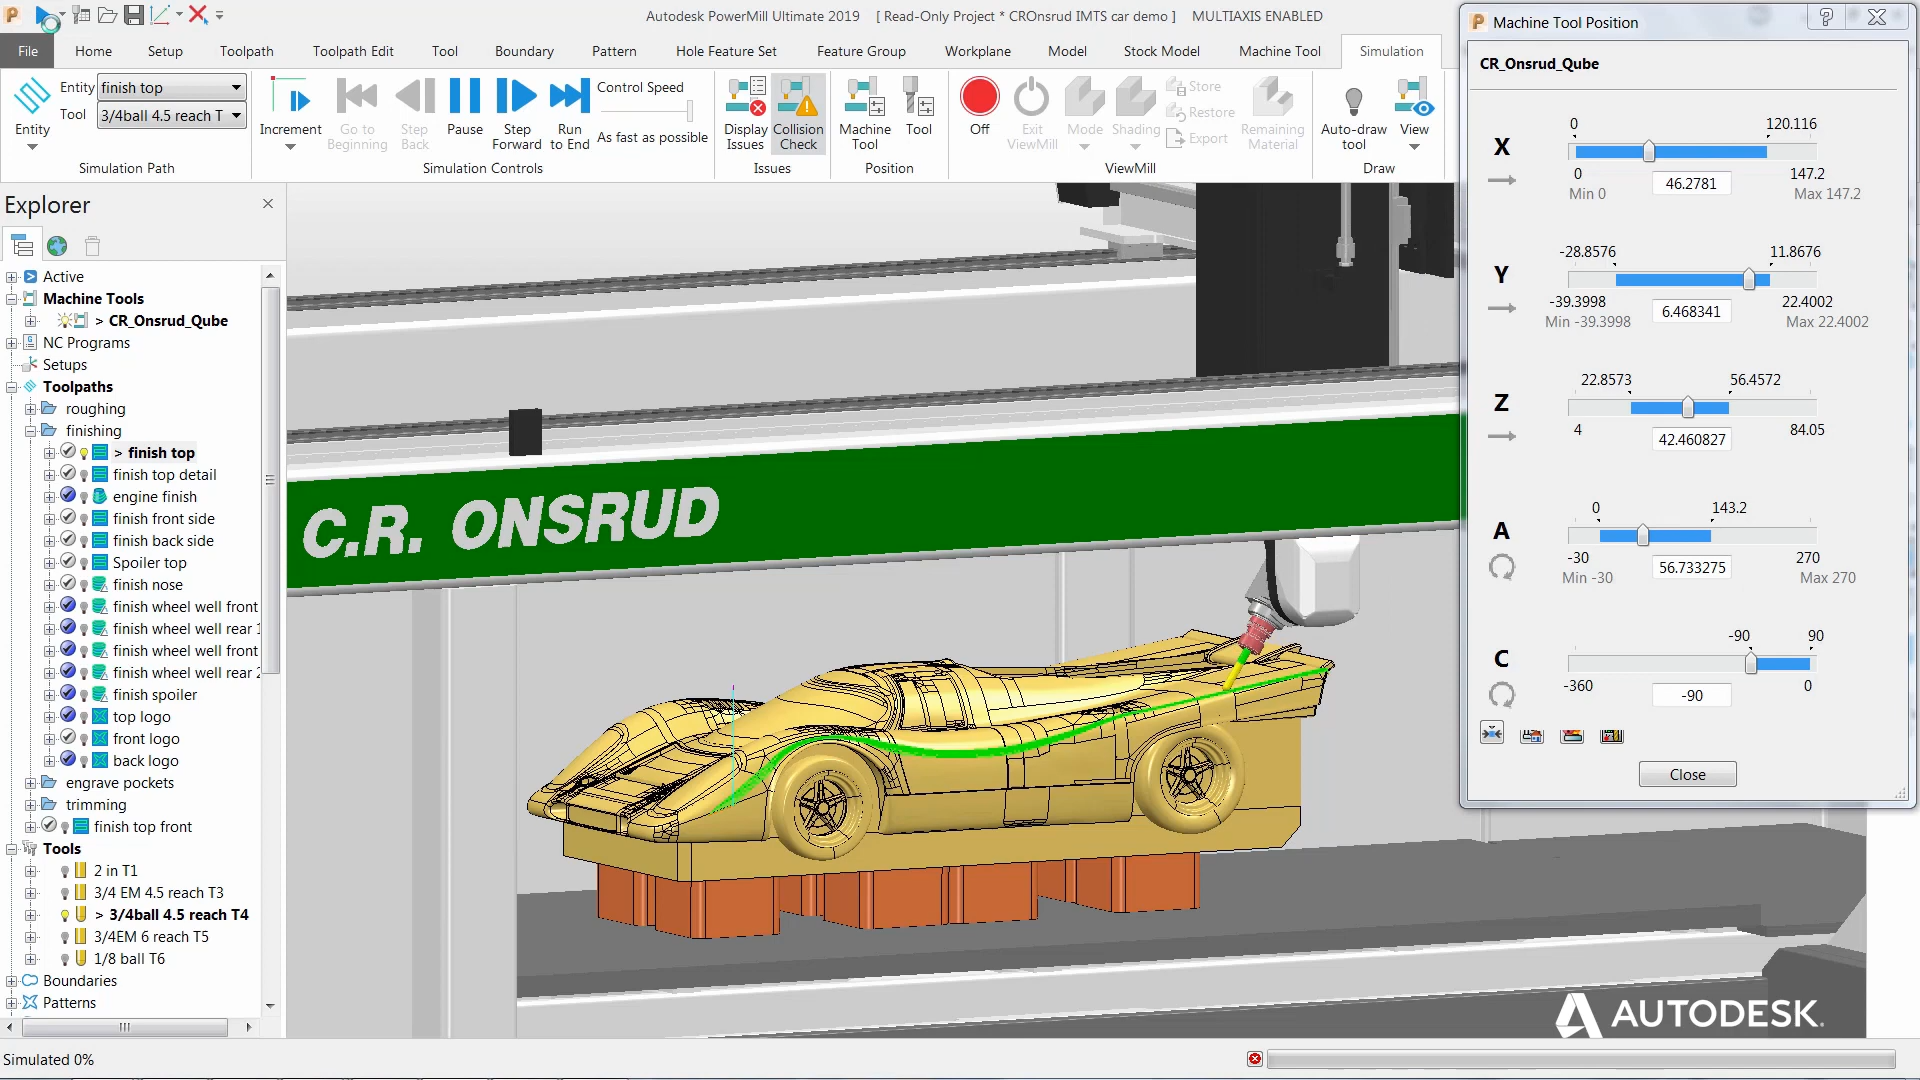 Autodesk PowerMill Ultimate 2019 [ Read-Only Project * CROnsrud IMTS car demo ] MULTIAXIS ENABLED
File Home Setup Toolpath Toolpath Edit Tool Boundary Pattern Hole Feature Set Feature Group Workplane Model Stock Model Machine Tool Simulation
Entity
Entity finish top
Tool 3/4ball 4.5 reach T
Simulation Path
Increment
Go to Beginning
Step Back
Pause
Step Forward
Run to End
Control Speed
As fast as possible
Simulation Controls
Display Issues
Collision Check
Issues
Machine Tool
Tool
Position
Off
Exit ViewMill
Mode
Shading
Store
Restore
Export
Remaining Material
ViewMill
Auto-draw tool
View
Draw
Explorer
Active
Machine Tools
> CR_Onsrud_Qube
NC Programs
Setups
Toolpaths
roughing
finishing
> finish top
finish top detail
engine finish
finish front side
finish back side
Spoiler top
finish nose
finish wheel well front
finish wheel well rear 1
finish wheel well front
finish wheel well rear 2
finish spoiler
top logo
front logo
back logo
engrave pockets
trimming
finish top front
Tools
2 in T1
3/4 EM 4.5 reach T3
> 3/4ball 4.5 reach T4
3/4EM 6 reach T5
1/8 ball T6
Boundaries
Patterns
Simulated 0%
C.R. ONSRUD
Machine Tool Position
CR_Onsrud_Qube
X
0 120.116
0 46.2781 147.2
Min 0 Max 147.2
Y
-28.8576 11.8676
-39.3998 6.468341 22.4002
Min -39.3998 Max 22.4002
Z
22.8573 56.4572
4 42.460827 84.05
A
0 143.2
-30 56.733275 270
Min -30 Max 270
C
-90 90
-360 -90 0
Close
AUTODESK.